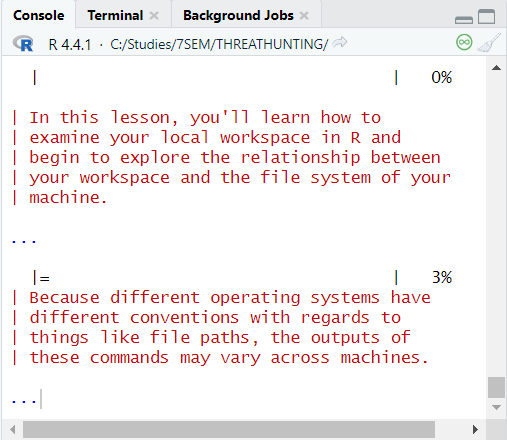 Console Terminal × Background Jobs ×
R 4.4.1 · C:/Studies/7SEM/THREATHUNTING/
| | 0%
| In this lesson, you'll learn how to
| examine your local workspace in R and
| begin to explore the relationship between
| your workspace and the file system of your
| machine.
...
|= | 3%
| Because different operating systems have
| different conventions with regards to
| things like file paths, the outputs of
| these commands may vary across machines.
...